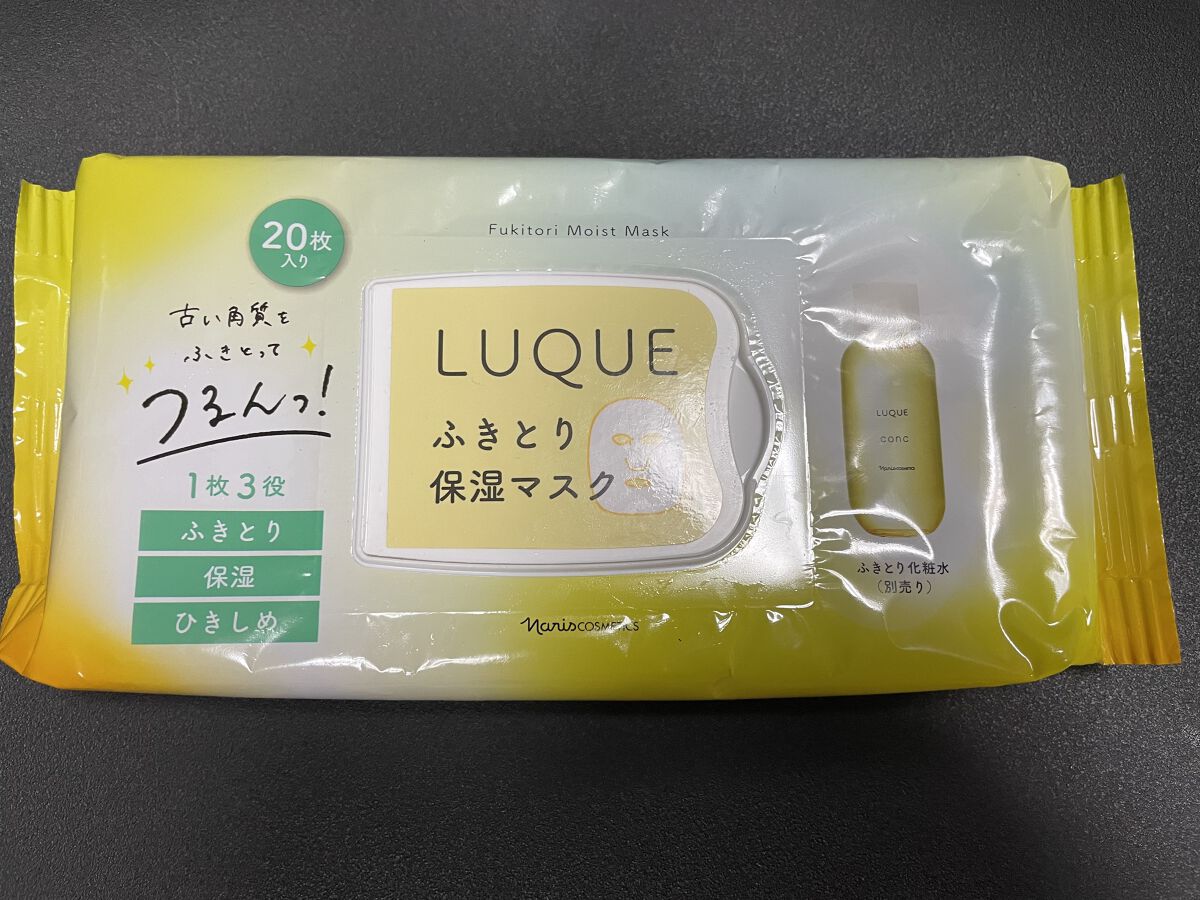 20枚
入り
古い角質を
ふきとって
つるんっ!
1枚3役
ふきとり
保湿
ひきしめ
Fukitori Moist Mask
LUQUE
ふきとり
保湿マスク
NarisCOSMETICS
LUQUE
conc
NarisCOSMETICS
ふきとり化粧水
(別売り)